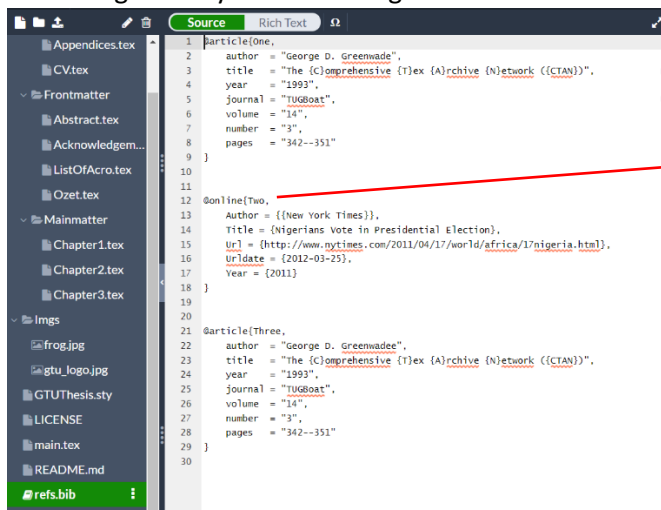 Source
Rich Text
Ω
Appendices.tex
CV.tex
Frontmatter
Abstract.tex
Acknowledgem...
ListOfAcro.tex
Ozet.tex
Mainmatter
Chapter1.tex
Chapter2.tex
Chapter3.tex
Imgs
frog.jpg
gtu_logo.jpg
GTUThesis.sty
LICENSE
main.tex
README.md
refs.bib
1 @article{One,
2 author = "George D. Greenwade",
3 title = "The {C}omprehensive {T}ex {A}rchive {N}etwork ({CTAN})",
4 year = "1993",
5 journal = "TUGBoat",
6 volume = "14",
7 number = "3",
8 pages = "342--351"
9 }
10
11
12 @online{Two,
13 Author = {{New York Times}},
14 Title = {Nigerians Vote in Presidential Election},
15 Url = {http://www.nytimes.com/2011/04/17/world/africa/17nigeria.html},
16 Urldate = {2012-03-25},
17 Year = {2011}
18 }
19
20
21 @article{Three,
22 author = "George D. Greenwadee",
23 title = "The {C}omprehensive {T}ex {A}rchive {N}etwork ({CTAN})",
24 year = "1993",
25 journal = "TUGBoat",
26 volume = "14",
27 number = "3",
28 pages = "342--351"
29 }
30